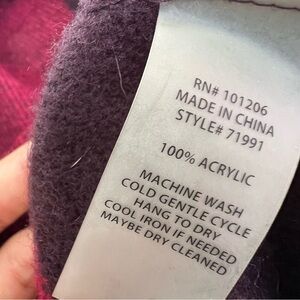 RN# 101206
MADE IN CHINA
STYLE# 71991
100% ACRYLIC
MACHINE WASH
COLD GENTLE CYCLE
HANG TO DRY
COOL IRON IF NEEDED
MAYBE DRY CLEANED